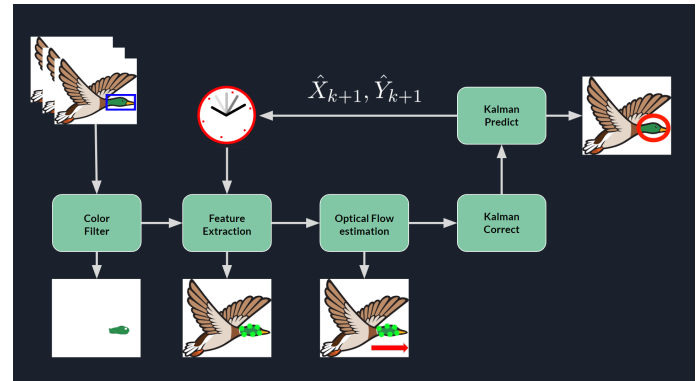 X̂ₖ₊₁, Ŷₖ₊₁
Kalman
Predict
Color
Filter
Feature
Extraction
Optical Flow
estimation
Kalman
Correct